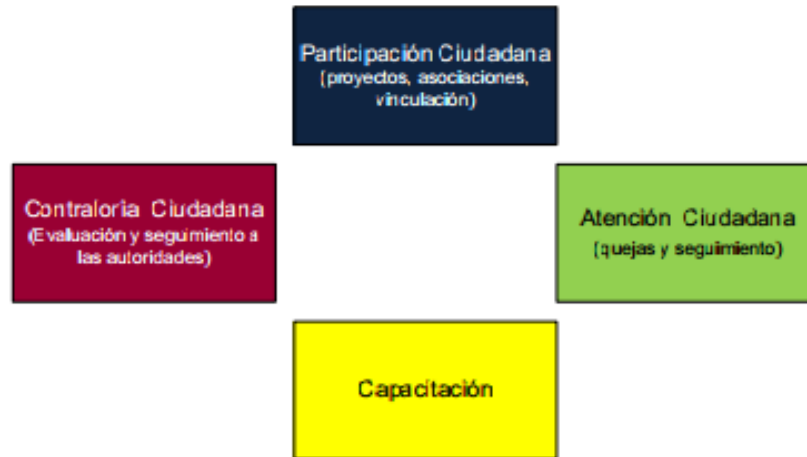 Participación Ciudadana
(proyectos, asociaciones,
vinculación)
Contraloría Ciudadana
(Evaluación y seguimiento a
las autoridades)
Atención Ciudadana
(quejas y seguimiento)
Capacitación